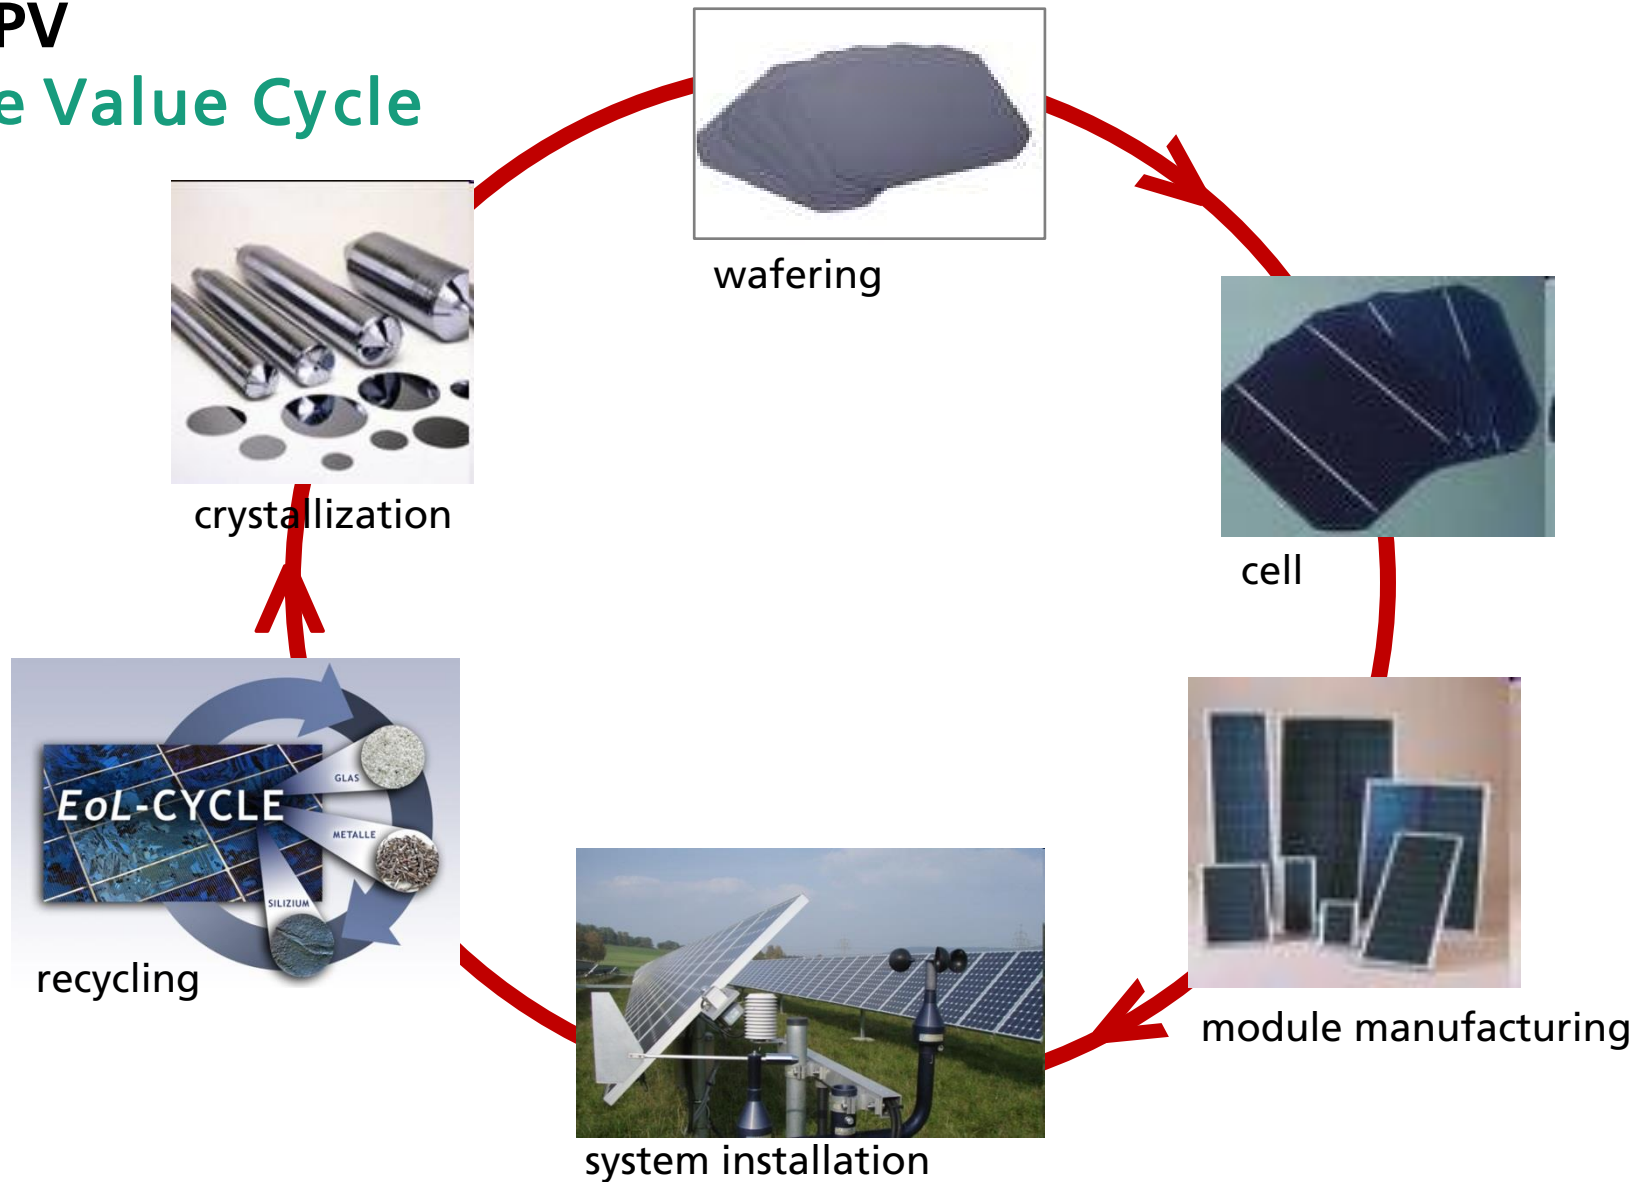 PV
e Value Cycle
wafering
crystallization
cell
GLAS
EoL-CYCLE
METALLE
SILIZIUM
recycling
module manufacturing
system installation